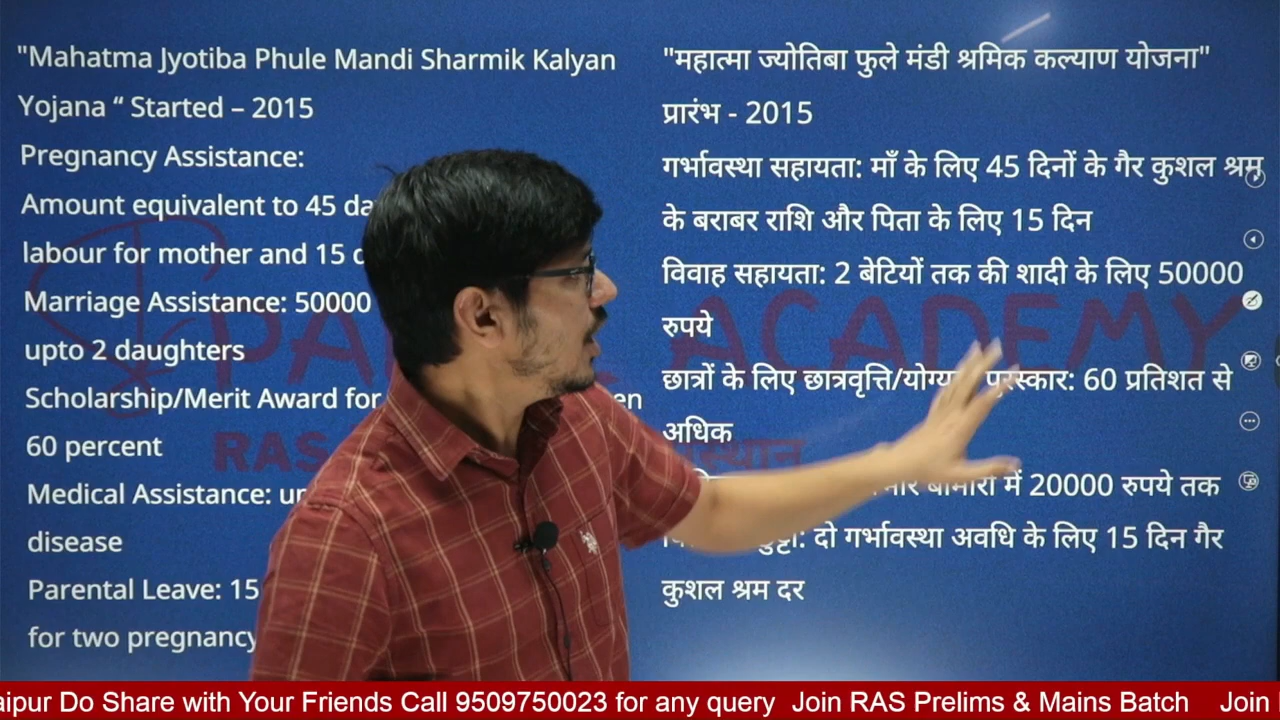 "Mahatma Jyotiba Phule Mandi Sharmik Kalyan
Yojana “ Started – 2015
Pregnancy Assistance:
Amount equivalent to 45
labour for mother and 15
Marriage Assistance: 50000
upto 2 daughters
Scholarship/Merit Award for
60 percent
Medical Assistance:
disease
Parental Leave: 15
for two pregnancy
"महात्मा ज्योतिबा फुले मंडी श्रमिक कल्याण योजना"
प्रारंभ - 2015
गर्भावस्था सहायता: माँ के लिए 45 दिनों के गैर कुशल श्रम
के बराबर राशि और पिता के लिए 15 दिन
विवाह सहायता: 2 बेटियों तक की शादी के लिए 50000
रुपये
छात्रों के लिए पुरस्कार: 60 प्रतिशत से
अधिक
में 20000 रुपये तक
दो गर्भावस्था अवधि के लिए 15 दिन गैर
कुशल श्रम दर
ACADEMY
RAS
Do Share with Your Friends Call 9509750023 for any query Join RAS Prelims & Mains Batch Join